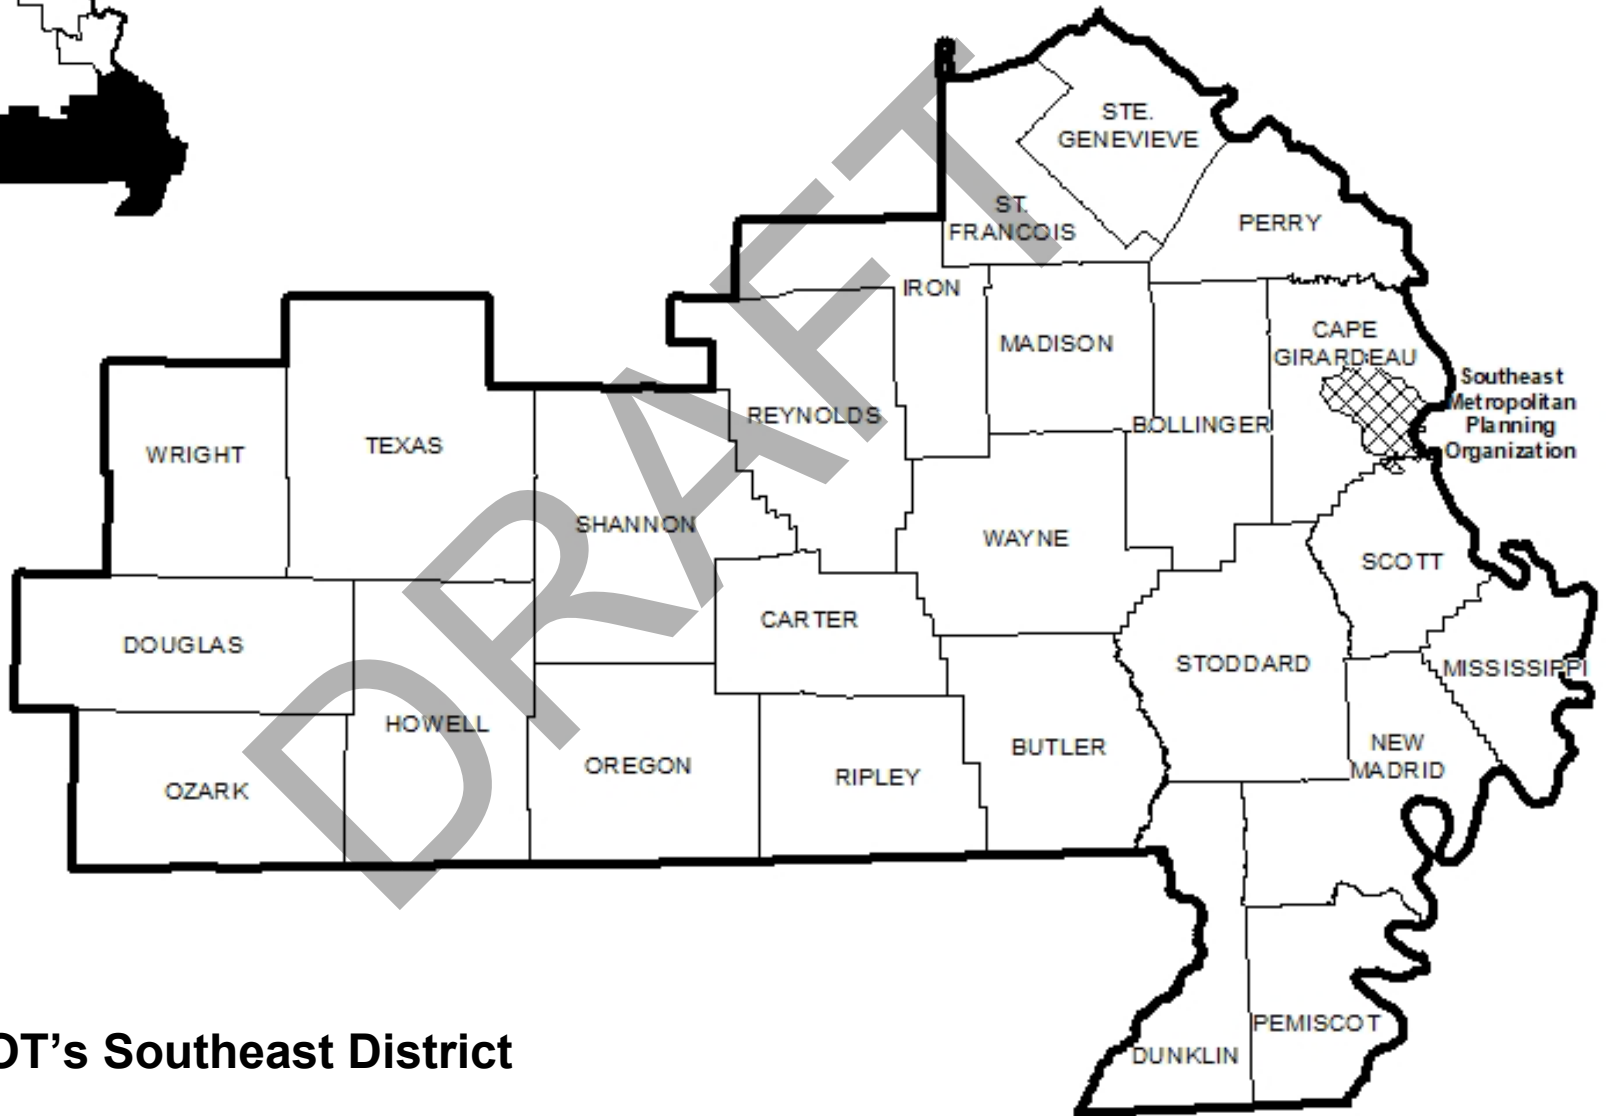 STE.
GENEVIEVE
ST.
FRANCOIS
PERRY
IRON
MADISON
CAPE
GIRARDEAU
Southeast
Metropolitan
Planning
Organization
REYNOLDS
BOLLINGER
WRIGHT
TEXAS
SHANNON
WAYNE
SCOTT
CARTER
DOUGLAS
STODDARD
MISSISSIPPI
HOWELL
OZARK
OREGON
RIPLEY
BUTLER
NEW
MADRID
PEMISCOT
DUNKLIN
DRAFT
OT’s Southeast District